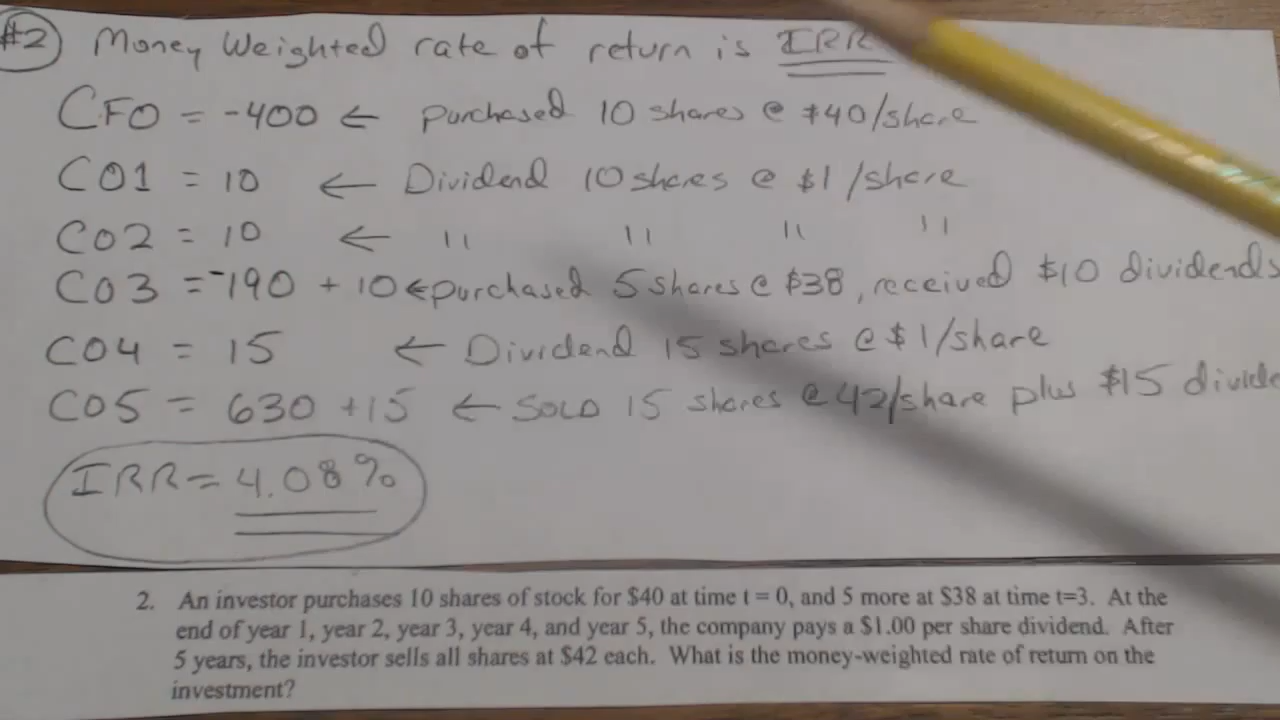 #2 Money Weighted rate of return is IRR
CFO = -400 ← purchased 10 shares @ $40/share
CO1 = 10 ← Dividend 10 shares @ $1/share
CO2 = 10 ← " " " "
CO3 = -190 + 10 ← purchased 5 shares @ $38, received $10 dividends
CO4 = 15 ← Dividend 15 shares @ $1/share
CO5 = 630 + 15 ← SOLD 15 shares @ 42/share plus $15
IRR = 4.08%
2. An investor purchases 10 shares of stock for $40 at time t = 0, and 5 more at $38 at time t=3. At the
end of year 1, year 2, year 3, year 4, and year 5, the company pays a $1.00 per share dividend. After
5 years, the investor sells all shares at $42 each. What is the money-weighted rate of return on the
investment?